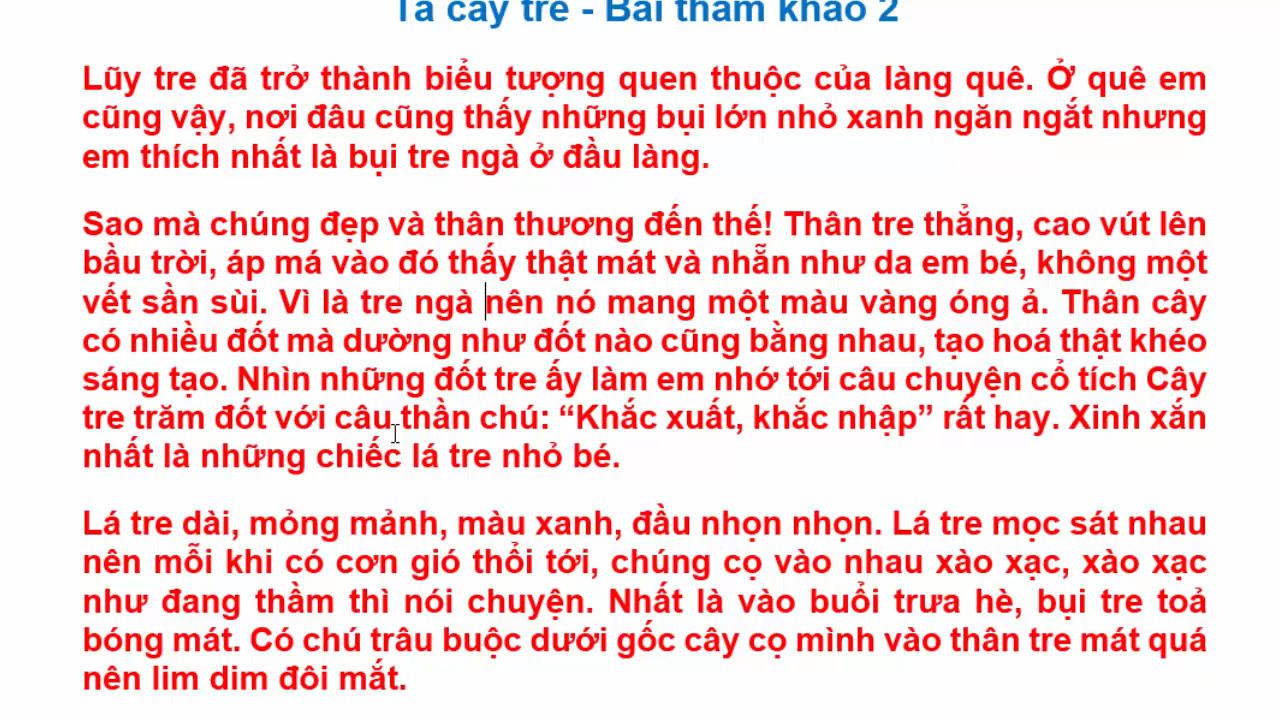 Tả cây tre - Bài tham khảo 2
Lũy tre đã trở thành biểu tượng quen thuộc của làng quê. Ở quê em
cũng vậy, nơi đâu cũng thấy những bụi lớn nhỏ xanh ngăn ngắt nhưng
em thích nhất là bụi tre ngà ở đầu làng.
Sao mà chúng đẹp và thân thương đến thế! Thân tre thẳng, cao vút lên
bầu trời, áp má vào đó thấy thật mát và nhẵn như da em bé, không một
vết sần sùi. Vì là tre ngà nên nó mang một màu vàng óng ả. Thân cây
có nhiều đốt mà dường như đốt nào cũng bằng nhau, tạo hoá thật khéo
sáng tạo. Nhìn những đốt tre ấy làm em nhớ tới câu chuyện cổ tích Cây
tre trăm đốt với câu thần chú: “Khắc xuất, khắc nhập” rất hay. Xinh xắn
nhất là những chiếc lá tre nhỏ bé.
Lá tre dài, mỏng mảnh, màu xanh, đầu nhọn nhọn. Lá tre mọc sát nhau
nên mỗi khi có cơn gió thổi tới, chúng cọ vào nhau xào xạc, xào xạc
như đang thầm thì nói chuyện. Nhất là vào buổi trưa hè, bụi tre toả
bóng mát. Có chú trâu buộc dưới gốc cây cọ mình vào thân tre mát quá
nên lim dim đôi mắt.